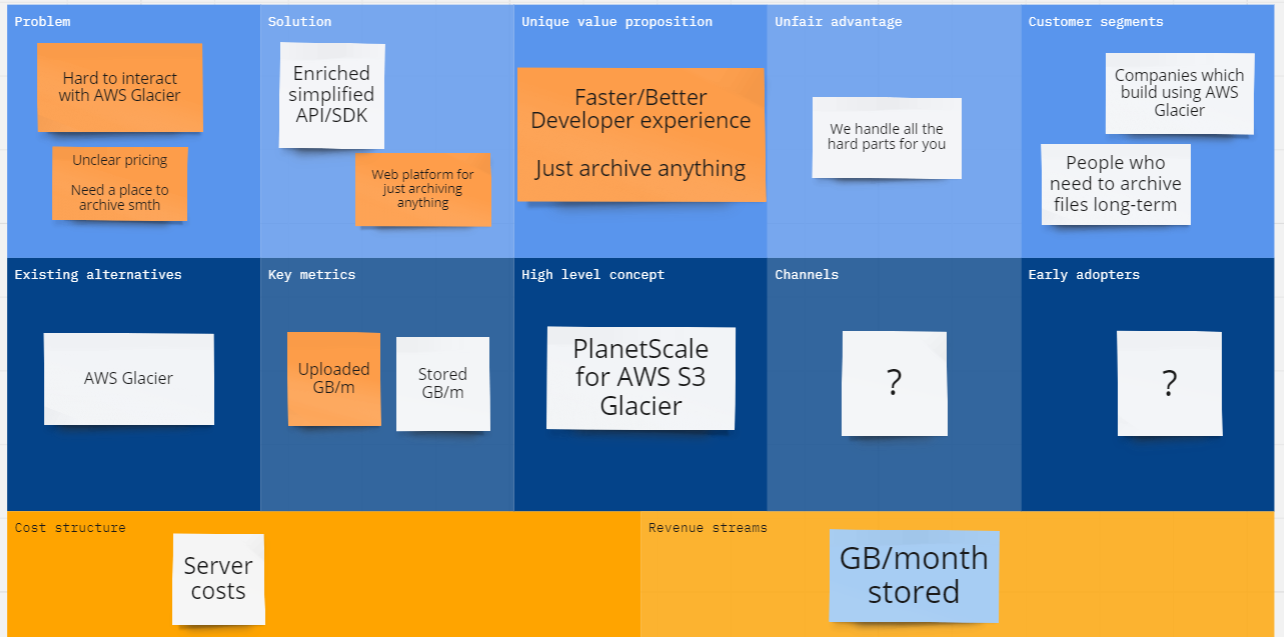 Problem
Hard to interact
with AWS Glacier
Unclear pricing
Need a place to
archive smth
Solution
Enriched
simplified
API/SDK
Web platform for
just archiving
anything
Unique value proposition
Faster/Better
Developer experience
Just archive anything
Unfair advantage
We handle all the
hard parts for you
Customer segments
Companies which
build using AWS
Glacier
People who
need to archive
files long-term
Existing alternatives
AWS Glacier
Key metrics
Uploaded
GB/m
Stored
GB/m
High level concept
PlanetScale
for AWS S3
Glacier
Channels
?
Early adopters
?
Cost structure
Server
costs
Revenue streams
GB/month
stored